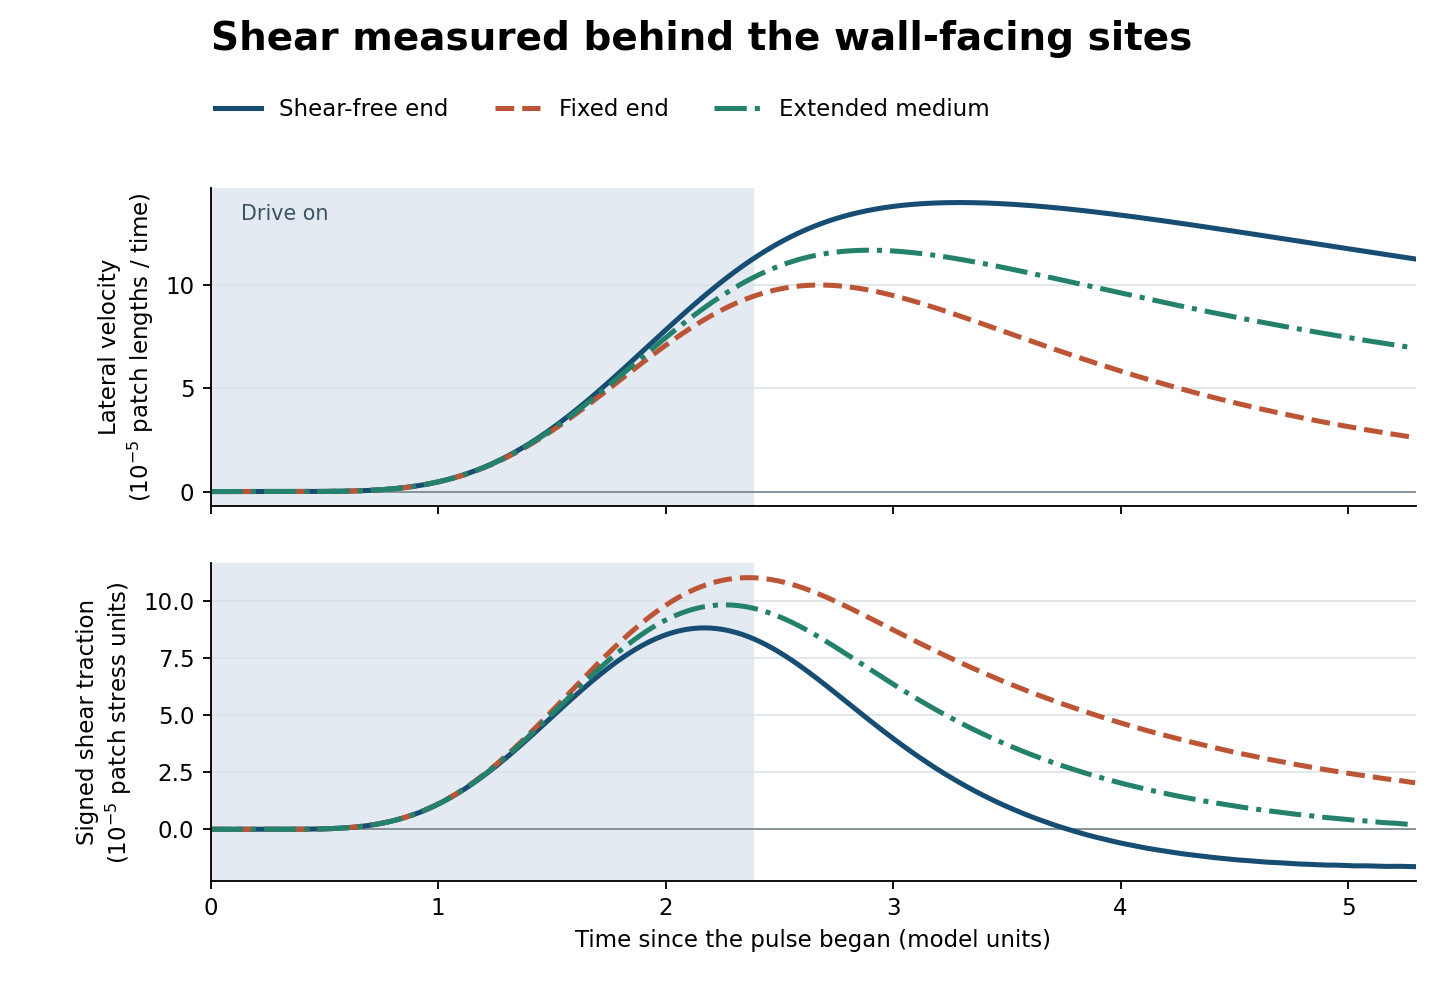 Shear measured behind the wall-facing sites
Shear-free end
Fixed end
Extended medium
Drive on
Lateral velocity
(10⁻⁵ patch lengths / time)
10
5
0
Signed shear traction
(10⁻⁵ patch stress units)
10.0
7.5
5.0
2.5
0.0
0 1 2 3 4 5
Time since the pulse began (model units)